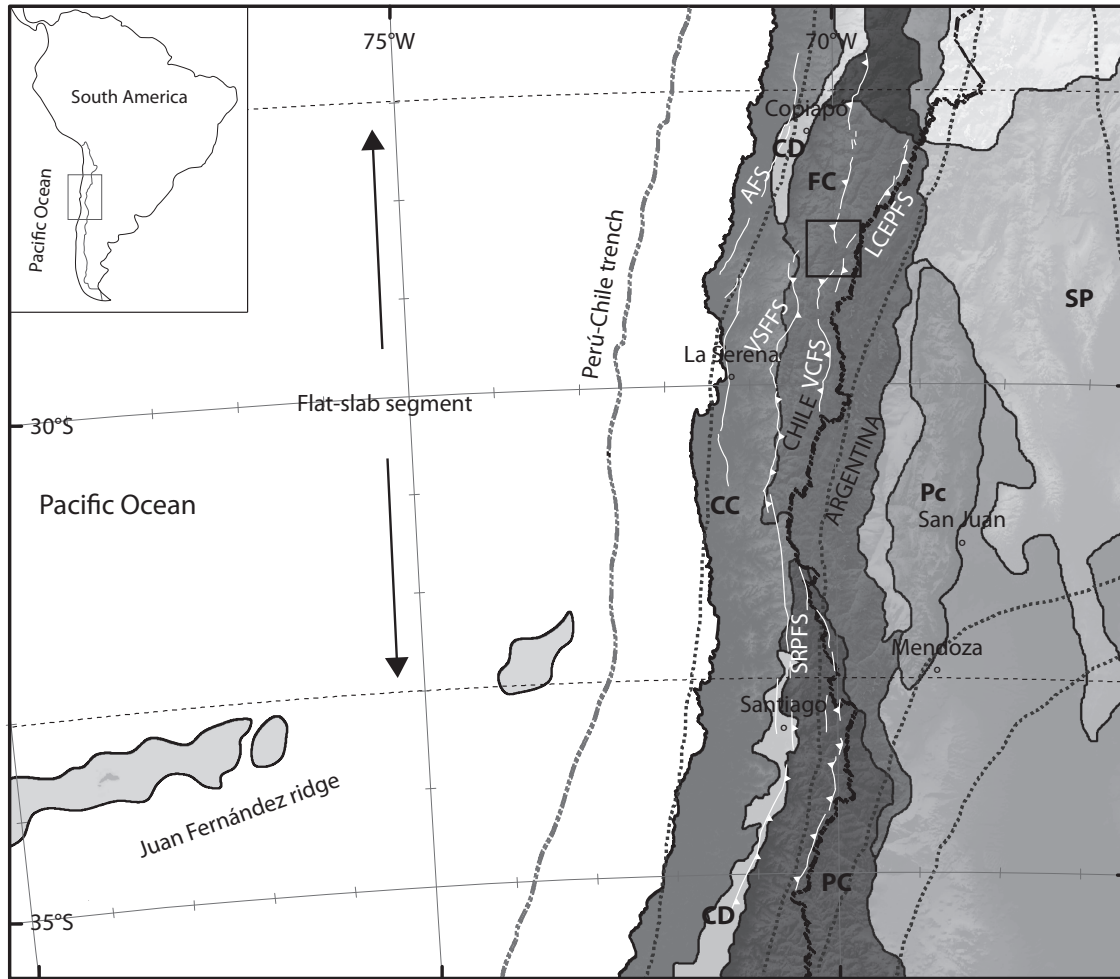 75°W
70°W
South America
Pacific Ocean
Copiapó
CD
FC
AFS
LCEPFS
Perú-Chile trench
SP
VSFFS
La Serena
VCFS
CHILE
30°S
Flat-slab segment
ARGENTINA
Pacific Ocean
CC
Pc
San Juan
SRPFS
Mendoza
Santiago
Juan Fernández ridge
PC
CD
35°S